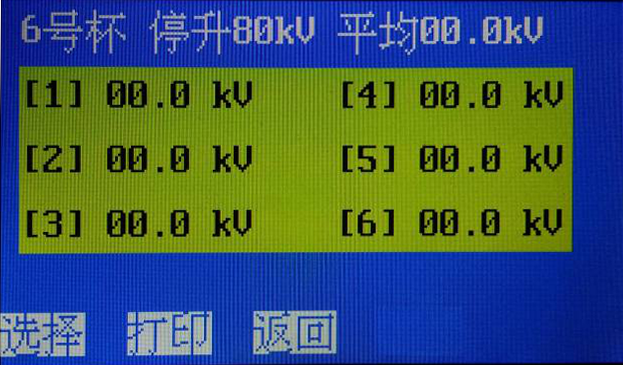 6号杯 停升80kV 平均00.0kV
[1] 00.0 kV [4] 00.0 kV
[2] 00.0 kV [5] 00.0 kV
[3] 00.0 kV [6] 00.0 kV
选择 打印 返回